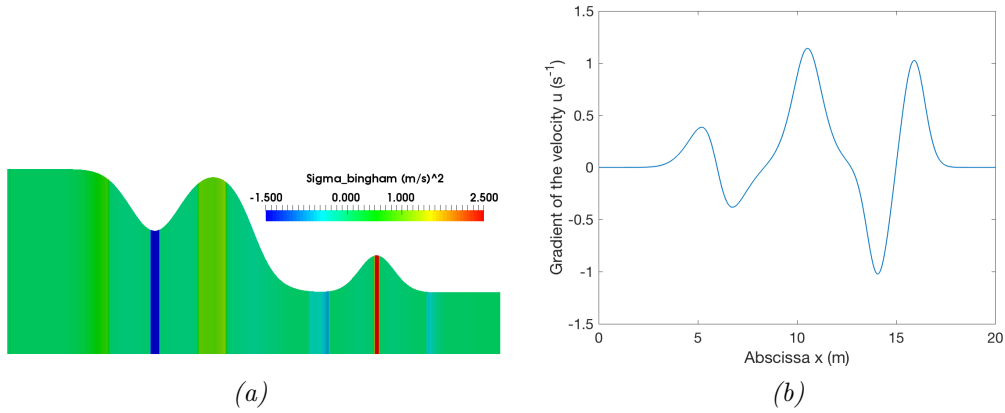 Sigma_bingham (m/s)^2
-1.500 0.000 1.000 2.500
(a)
1.5
1
0.5
0
-0.5
-1
-1.5
Gradient of the velocity u (s-1)
0 5 10 15 20
Abscissa x (m)
(b)